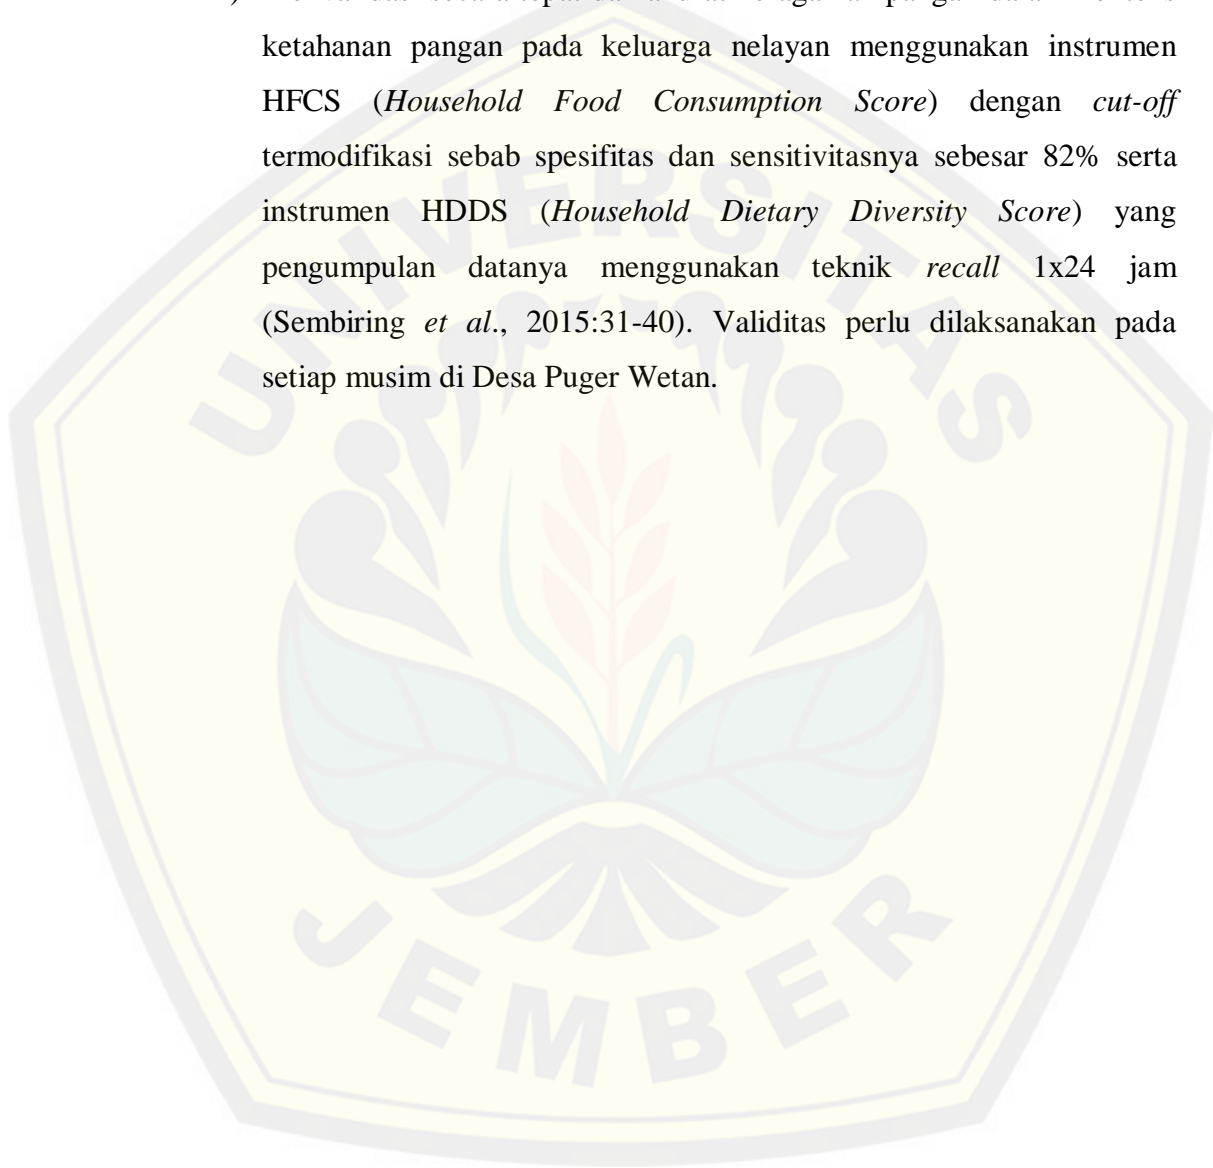 ketahanan pangan pada keluarga nelayan menggunakan instrumen
HFCS (Household Food Consumption Score) dengan cut-off
termodifikasi sebab spesifitas dan sensitivitasnya sebesar 82% serta
instrumen HDDS (Household Dietary Diversity Score) yang
pengumpulan datanya menggunakan teknik recall 1x24 jam
(Sembiring et al., 2015:31-40). Validitas perlu dilaksanakan pada
setiap musim di Desa Puger Wetan.
UNIVERSITAS
JEMBER